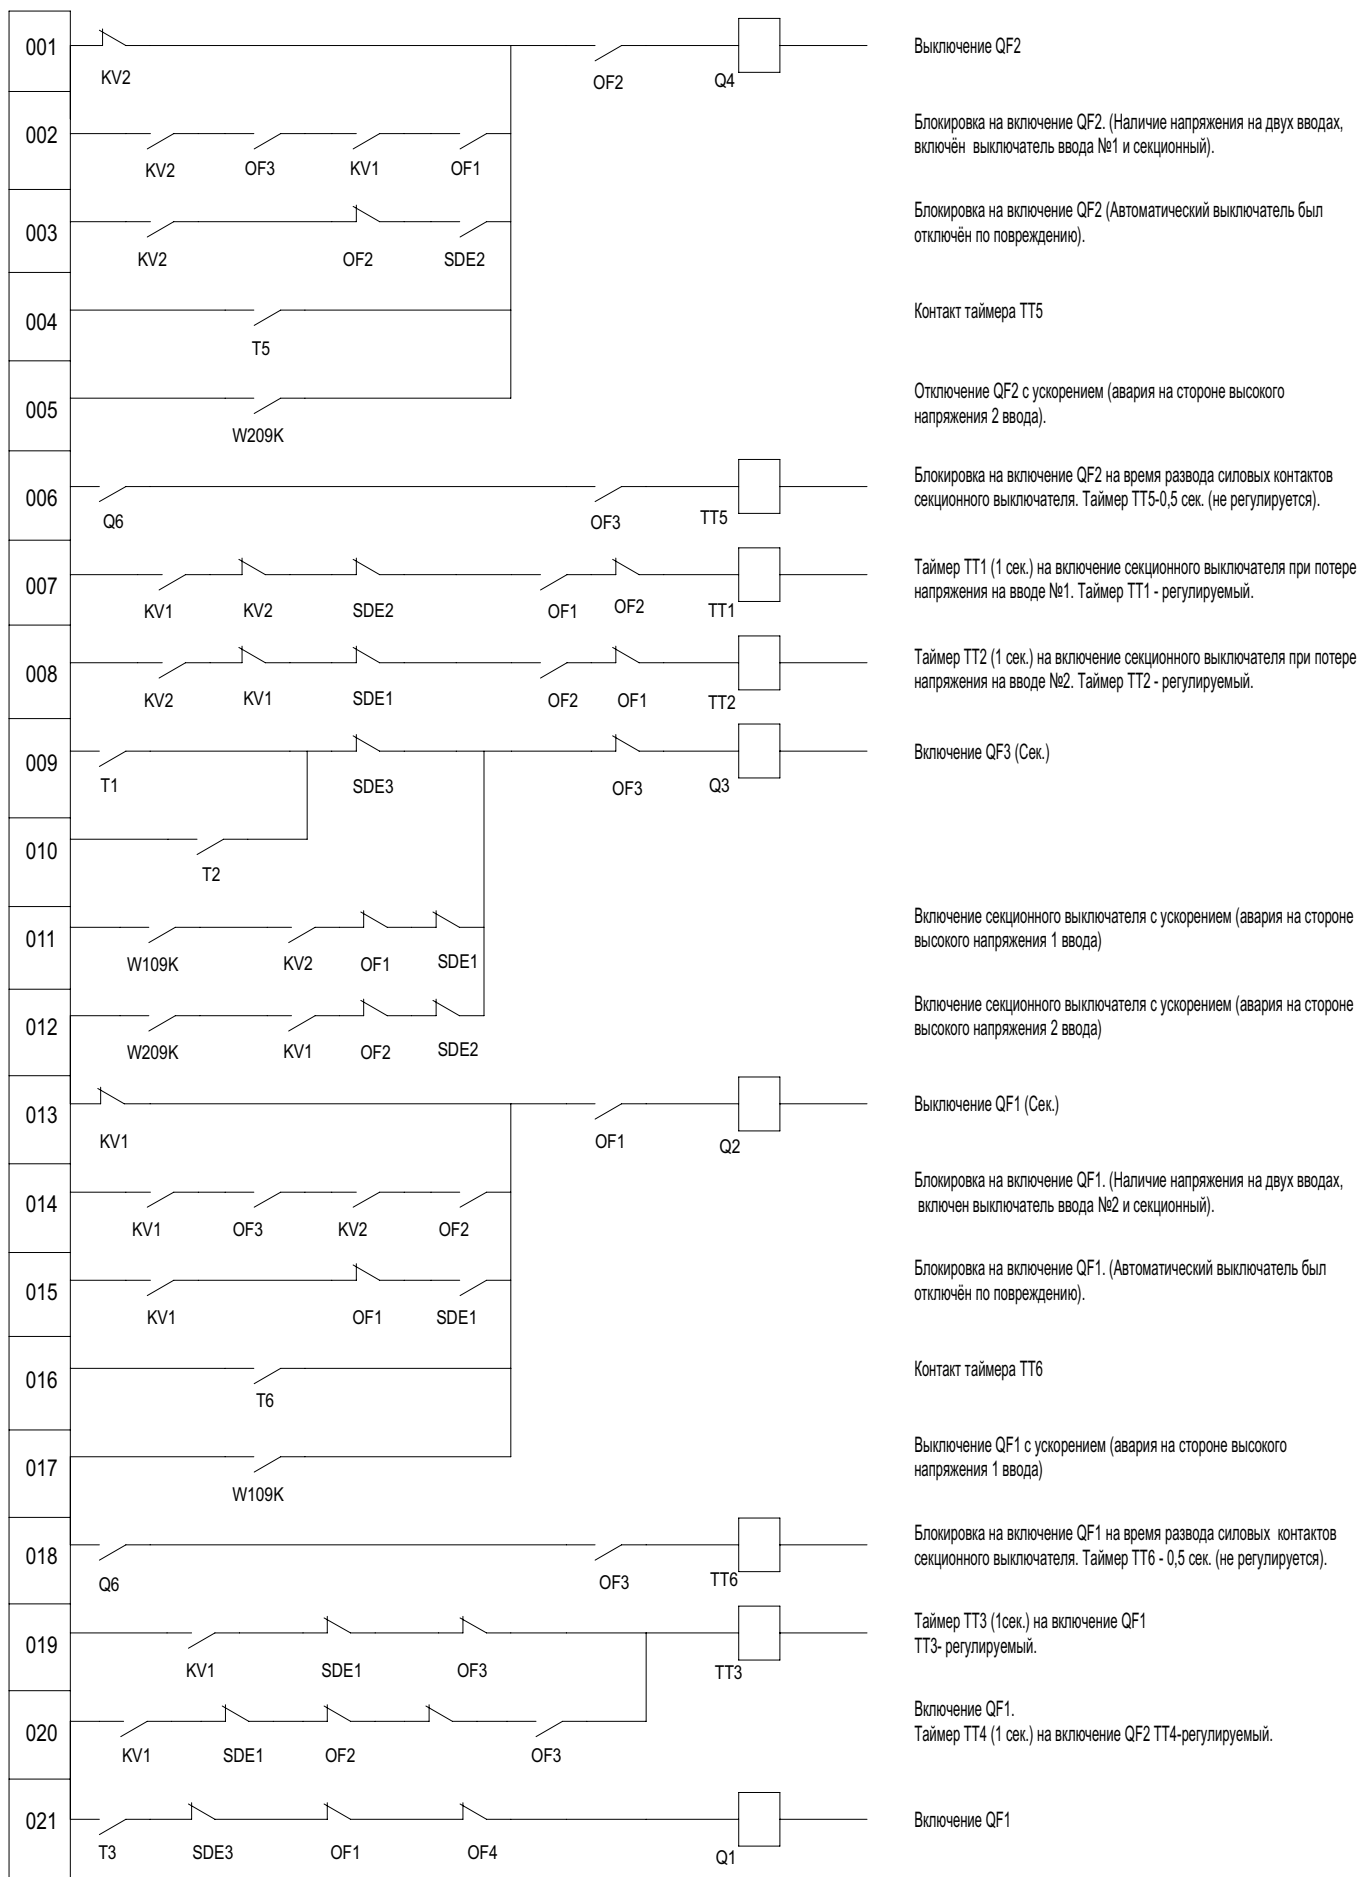 001
KV2
OF2
Q4
Выключение QF2
002
KV2
OF3
KV1
OF1
Блокировка на включение QF2. (Наличие напряжения на двух вводах,
включён выключатель ввода №1 и секционный).
003
KV2
OF2
SDE2
Блокировка на включение QF2 (Автоматический выключатель был
отключён по повреждению).
004
T5
Контакт таймера ТТ5
005
W209K
Отключение QF2 с ускорением (авария на стороне высокого
напряжения 2 ввода).
006
Q6
OF3
TT5
Блокировка на включение QF2 на время развода силовых контактов
секционного выключателя. Таймер ТТ5-0,5 сек. (не регулируется).
007
KV1
KV2
SDE2
OF1
OF2
TT1
Таймер ТТ1 (1 сек.) на включение секционного выключателя при потере
напряжения на вводе №1. Таймер ТТ1 - регулируемый.
008
KV2
KV1
SDE1
OF2
OF1
TT2
Таймер ТТ2 (1 сек.) на включение секционного выключателя при потере
напряжения на вводе №2. Таймер ТТ2 - регулируемый.
009
T1
SDE3
OF3
Q3
Включение QF3 (Сек.)
010
T2
011
W109K
KV2
OF1
SDE1
Включение секционного выключателя с ускорением (авария на стороне
высокого напряжения 1 ввода)
012
W209K
KV1
OF2
SDE2
Включение секционного выключателя с ускорением (авария на стороне
высокого напряжения 2 ввода)
013
KV1
OF1
Q2
Выключение QF1 (Сек.)
014
KV1
OF3
KV2
OF2
Блокировка на включение QF1. (Наличие напряжения на двух вводах,
включен выключатель ввода №2 и секционный).
015
KV1
OF1
SDE1
Блокировка на включение QF1. (Автоматический выключатель был
отключён по повреждению).
016
T6
Контакт таймера ТТ6
017
W109K
Выключение QF1 с ускорением (авария на стороне высокого
напряжения 1 ввода)
018
Q6
OF3
TT6
Блокировка на включение QF1 на время развода силовых контактов
секционного выключателя. Таймер ТТ6 - 0,5 сек. (не регулируется).
019
KV1
SDE1
OF3
TT3
Таймер ТТ3 (1сек.) на включение QF1
ТТ3- регулируемый.
020
KV1
SDE1
OF2
OF3
Включение QF1.
Таймер ТТ4 (1 сек.) на включение QF2 ТТ4-регулируемый.
021
T3
SDE3
OF1
OF4
Q1
Включение QF1